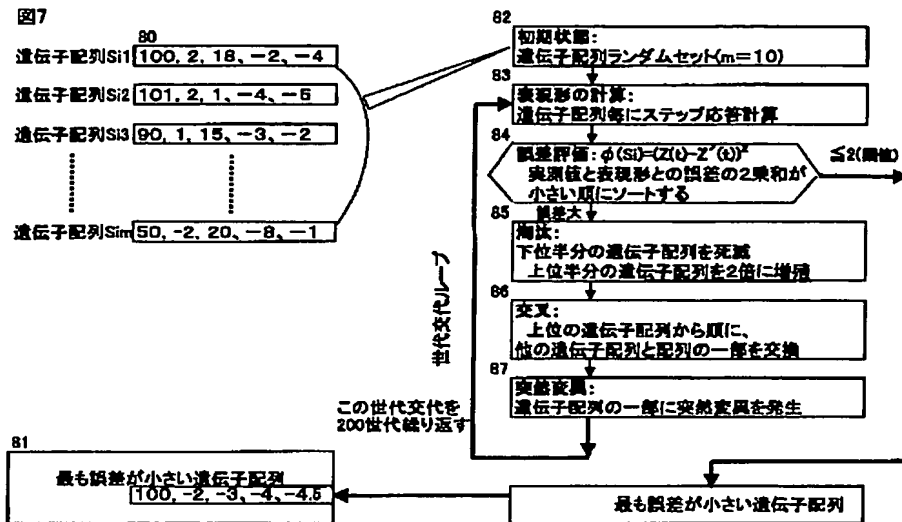 図7
80
遺伝子配列Si1 100, 2, 18, −2, −4
遺伝子配列Si2 101, 2, 1, −4, −6
遺伝子配列Si3 90, 1, 15, −3, −2
遺伝子配列Sim 50, −2, 20, −8, −1
82
初期状態:
遺伝子配列ランダムセット(m=10)
83
表現形の計算:
遺伝子配列毎にステップ応答計算
84
誤差評価:φ(Si)=(Z(t)−Z'(t))²
実測値と表現形との誤差の2乗和が
小さい順にソートする
≦2(閾値)
誤差大
85
淘汰:
下位半分の遺伝子配列を死滅
上位半分の遺伝子配列を2倍に増殖
86
交叉:
上位の遺伝子配列から順に、
他の遺伝子配列と配列の一部を交換
87
突然変異:
遺伝子配列の一部に突然変異を発生
世代交代ループ
この世代交代を
200世代繰り返す
81
最も誤差が小さい遺伝子配列
100, −2, −3, −4, −4.5
最も誤差が小さい遺伝子配列